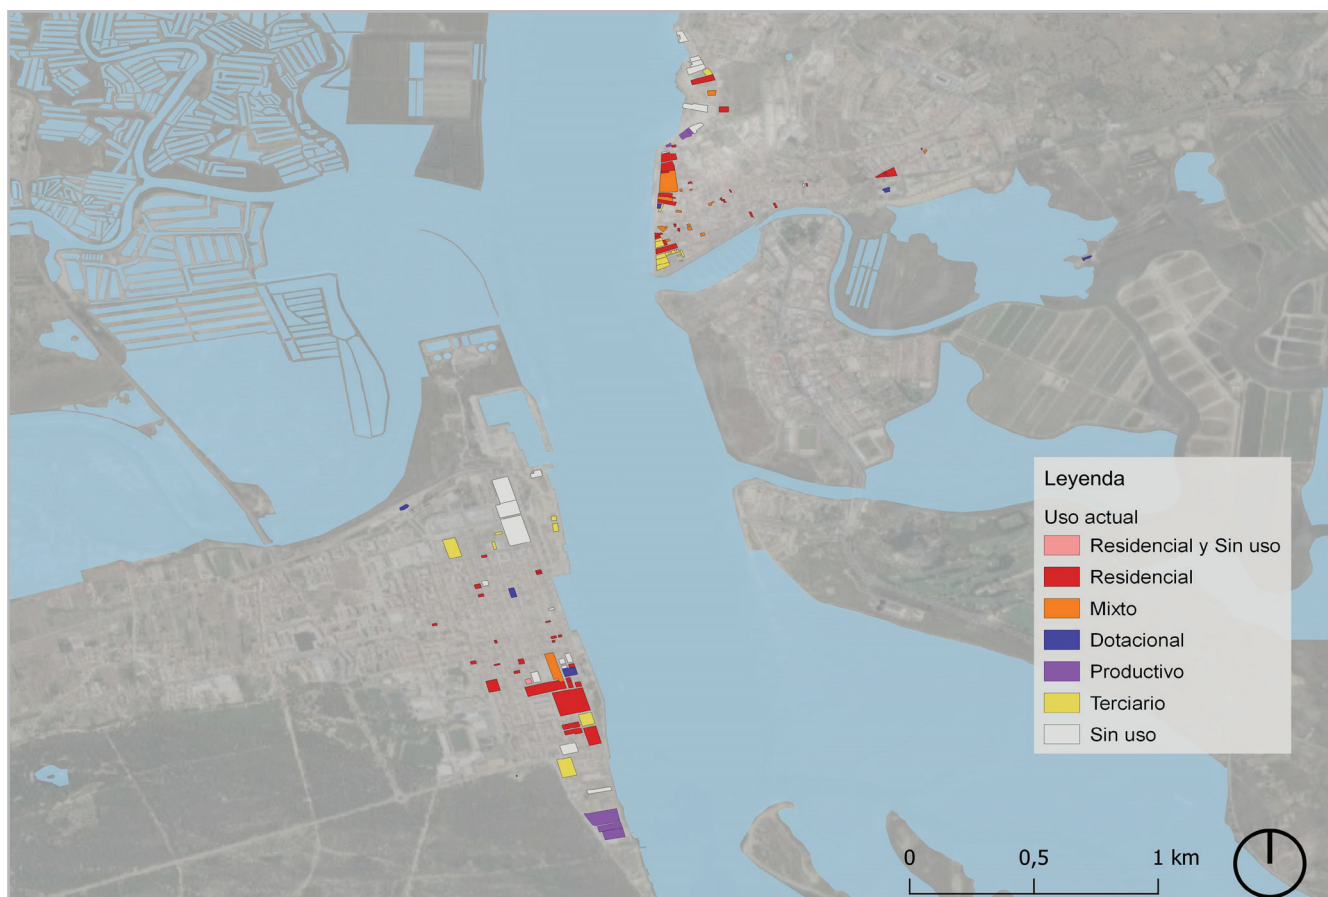 Leyenda
Uso actual
Residencial y Sin uso
Residencial
Mixto
Dotacional
Productivo
Terciario
Sin uso
0 0,5 1 km